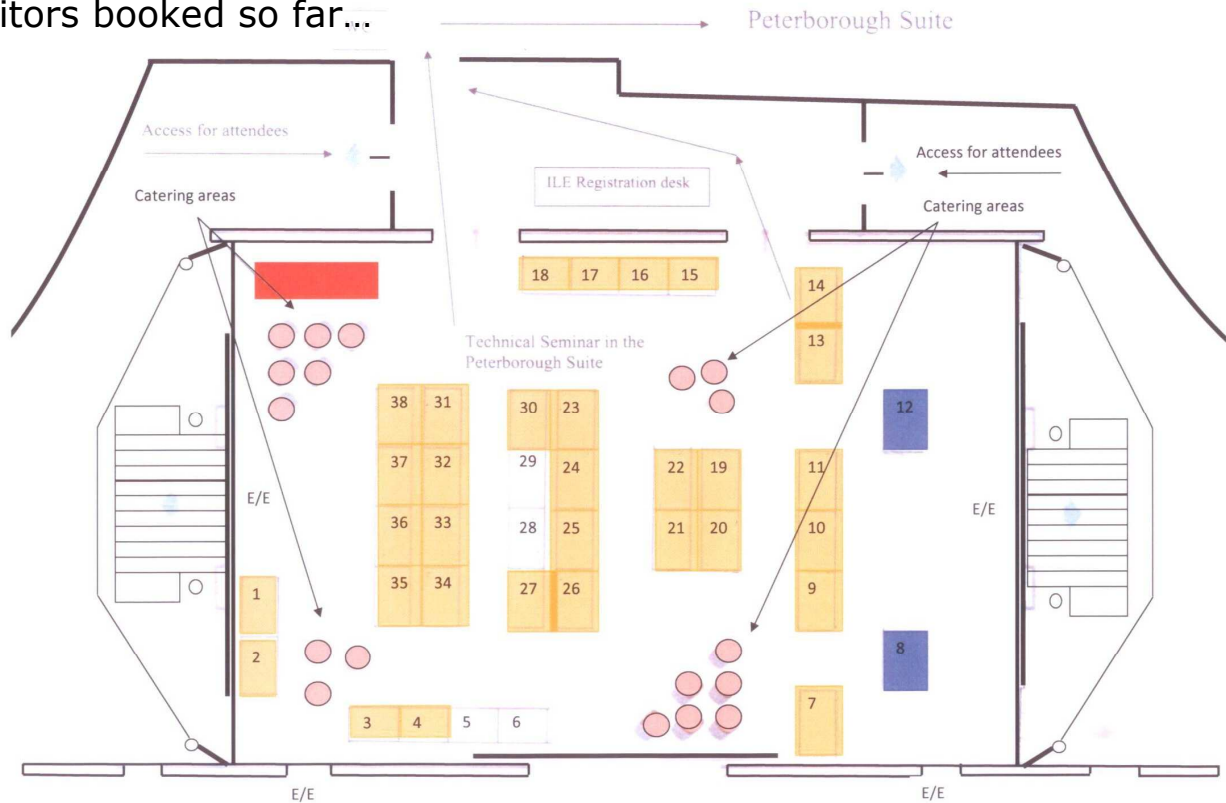 itors booked so far...
Peterborough Suite
Access for attendees
Access for attendees
ILE Registration desk
Catering areas
Catering areas
18 17 16 15
14
13
Technical Seminar in the
Peterborough Suite
38 31 30 23
12
37 32 29 24 22 19 11
E/E
E/E
36 33 28 25 21 20 10
35 34 27 26 9
1
2
8
7
3 4 5 6
E/E
E/E